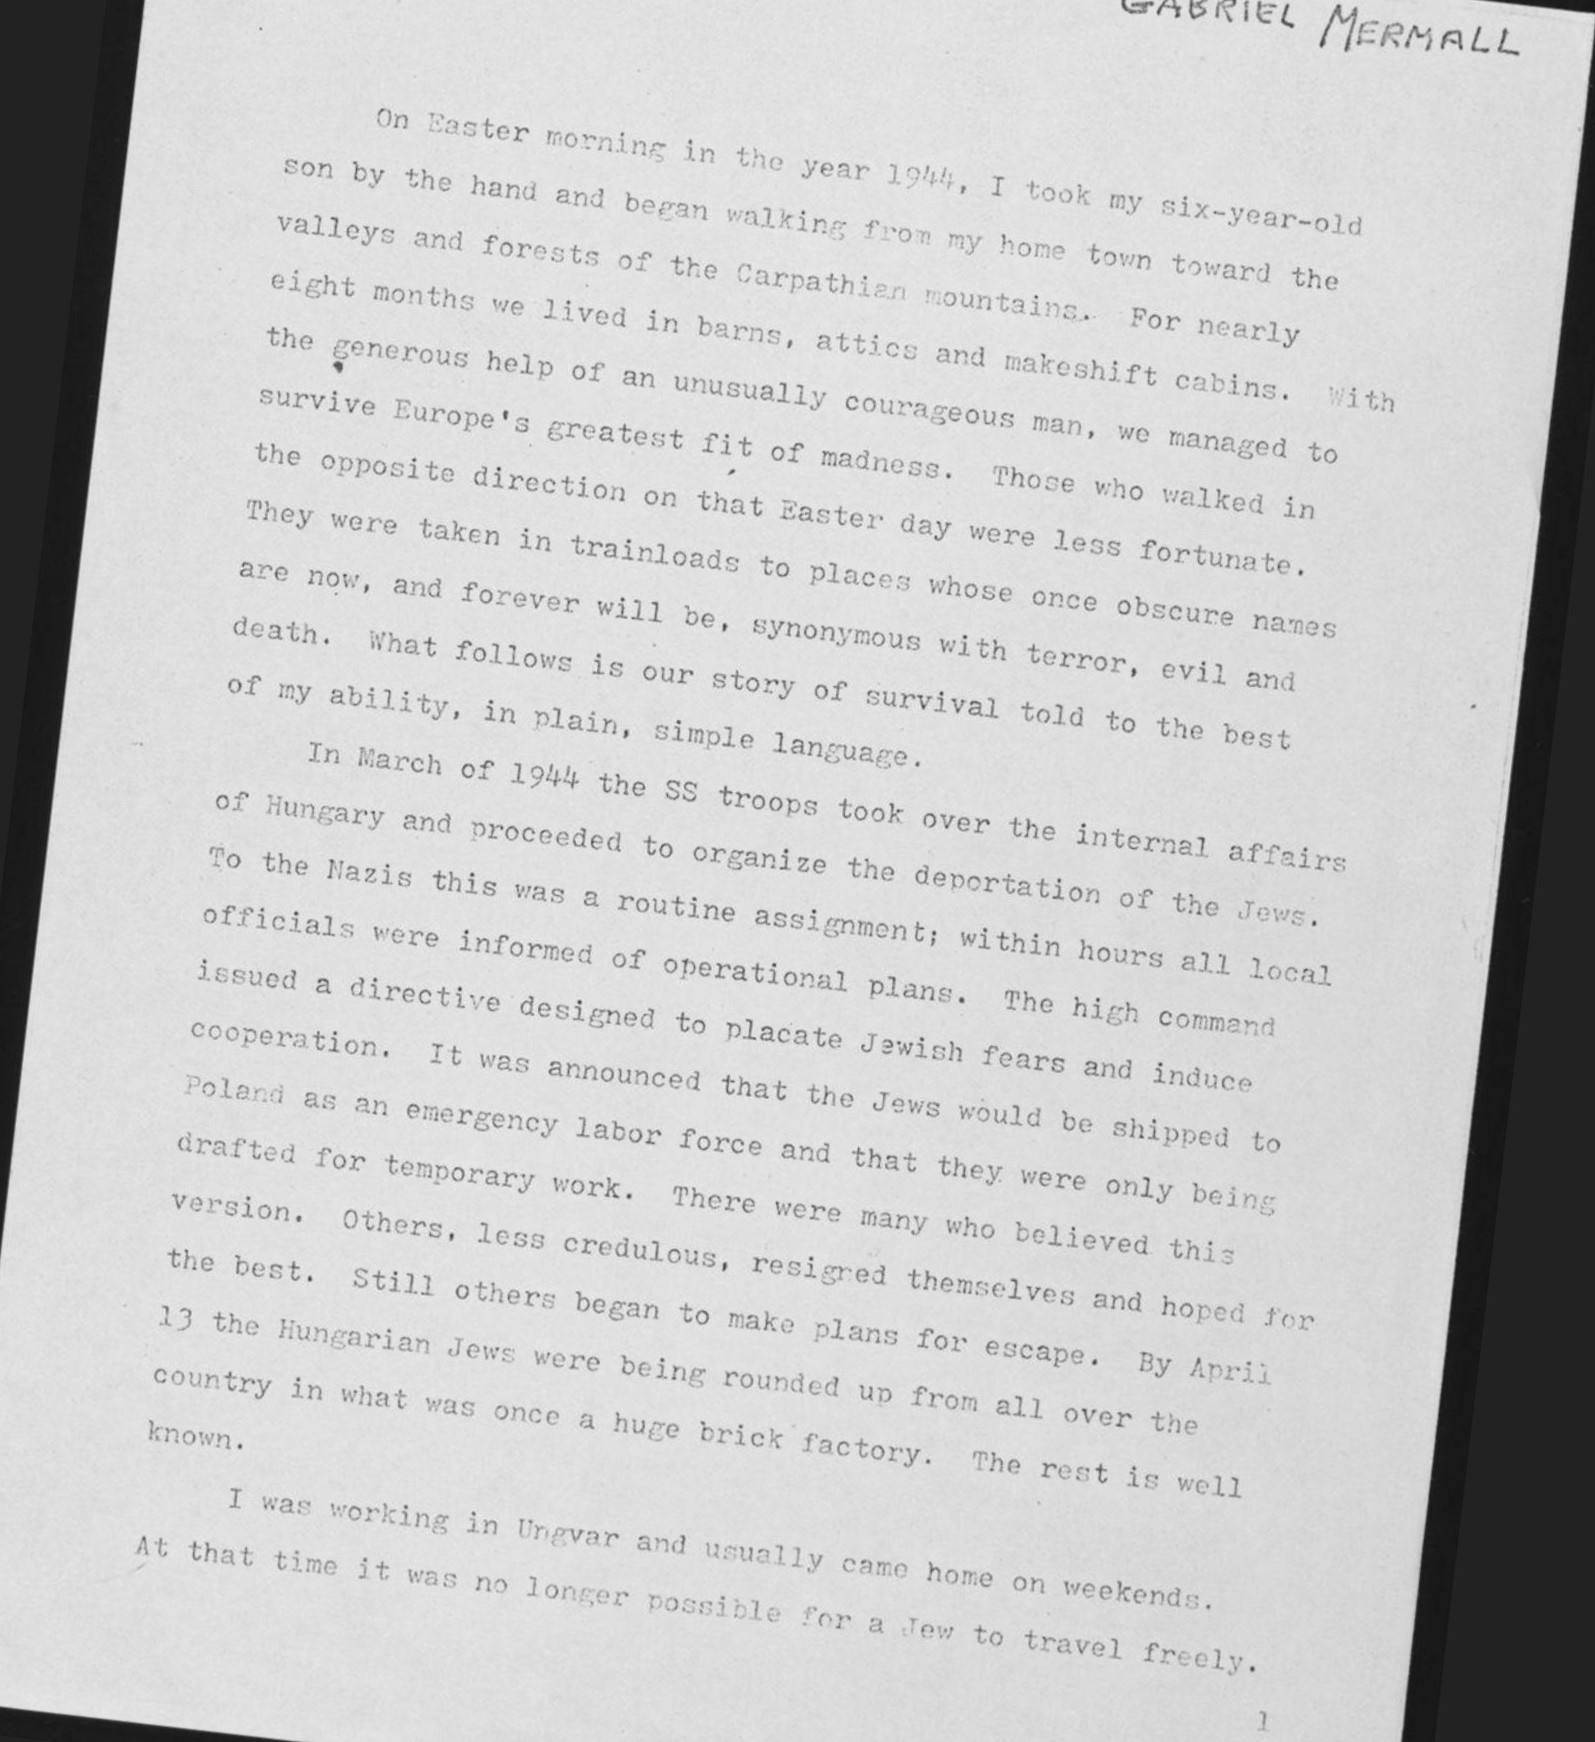 GABRIEL MERMALL
On Easter morning in the year 1944, I took my six-year-old
son by the hand and began walking from my home town toward the
valleys and forests of the Carpathian mountains. For nearly
eight months we lived in barns, attics and makeshift cabins. With
the generous help of an unusually courageous man, we managed to
survive Europe's greatest fit of madness. Those who walked in
the opposite direction on that Easter day were less fortunate.
They were taken in trainloads to places whose once obscure names
are now, and forever will be, synonymous with terror, evil and
death. What follows is our story of survival told to the best
of my ability, in plain, simple language.
In March of 1944 the SS troops took over the internal affairs
of Hungary and proceeded to organize the deportation of the Jews.
To the Nazis this was a routine assignment; within hours all local
officials were informed of operational plans. The high command
issued a directive designed to placate Jewish fears and induce
cooperation. It was announced that the Jews would be shipped to
Poland as an emergency labor force and that they were only being
drafted for temporary work. There were many who believed this
version. Others, less credulous, resigned themselves and hoped for
the best. Still others began to make plans for escape. By April
13 the Hungarian Jews were being rounded up from all over the
country in what was once a huge brick factory. The rest is well
known.
I was working in Ungvar and usually came home on weekends.
At that time it was no longer possible for a Jew to travel freely.
1